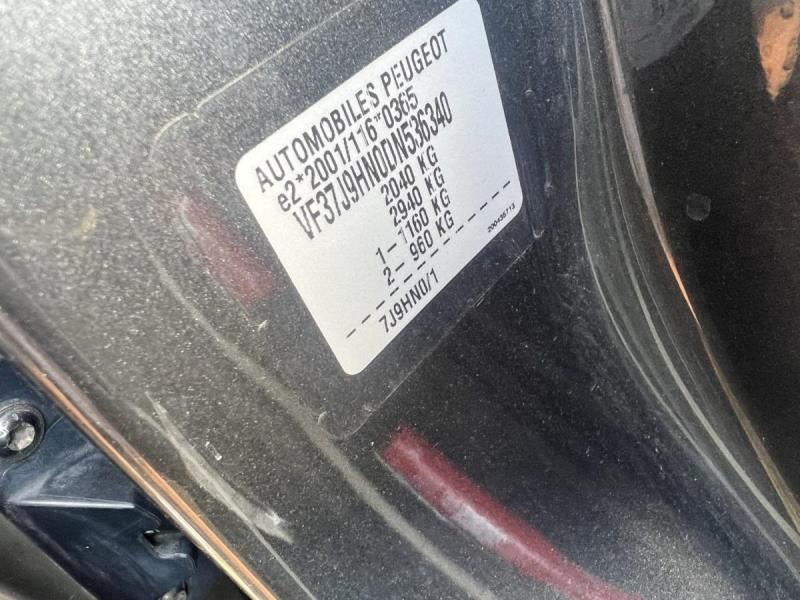 AUTOMOBILES PEUGEOT
e2*2001/116*0365
VF37J9HN0DN536340
2040 KG
2940 KG
1-1160 KG
2- 960 KG
7J9HN0/1
200436713